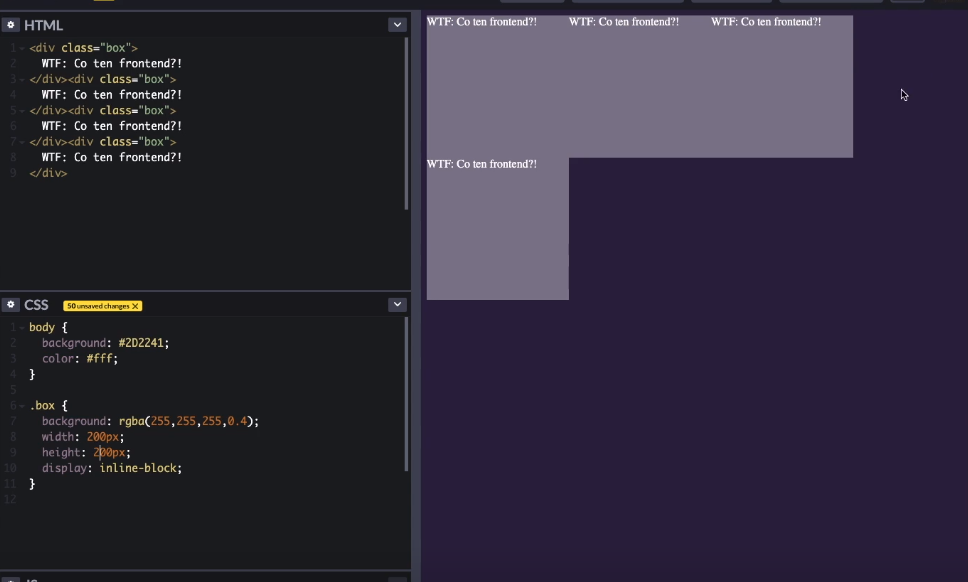 HTML
1 <div class="box">
2 WTF: Co ten frontend?!
3 </div><div class="box">
4 WTF: Co ten frontend?!
5 </div><div class="box">
6 WTF: Co ten frontend?!
7 </div><div class="box">
8 WTF: Co ten frontend?!
9 </div>
CSS 50 unsaved changes X
1 body {
2 background: #2D2241;
3 color: #fff;
4 }
5
6 .box {
7 background: rgba(255,255,255,0.4);
8 width: 200px;
9 height: 200px;
10 display: inline-block;
11 }
12
WTF: Co ten frontend?! WTF: Co ten frontend?! WTF: Co ten frontend?!
WTF: Co ten frontend?!